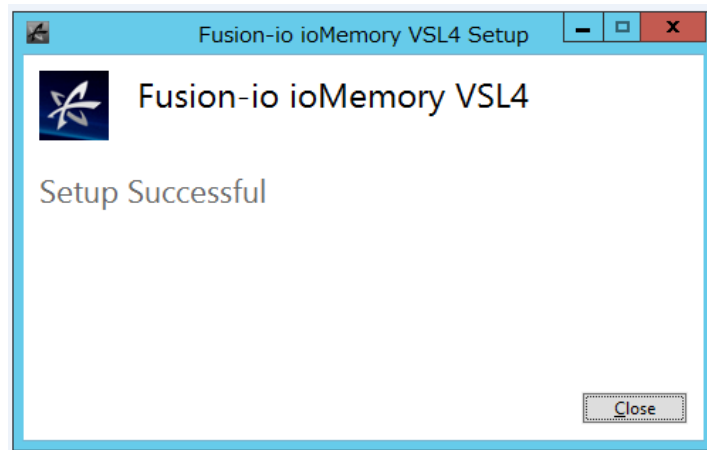 Fusion-io ioMemory VSL4 Setup
Fusion-io ioMemory VSL4
Setup Successful
Close